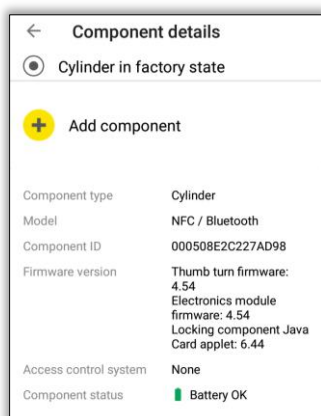 Component details
Cylinder in factory state
Add component
Component type Cylinder
Model NFC / Bluetooth
Component ID 000508E2C227AD98
Firmware version Thumb turn firmware:
4.54
Electronics module
firmware: 4.54
Locking component Java
Card applet: 6.44
Access control system None
Component status Battery OK